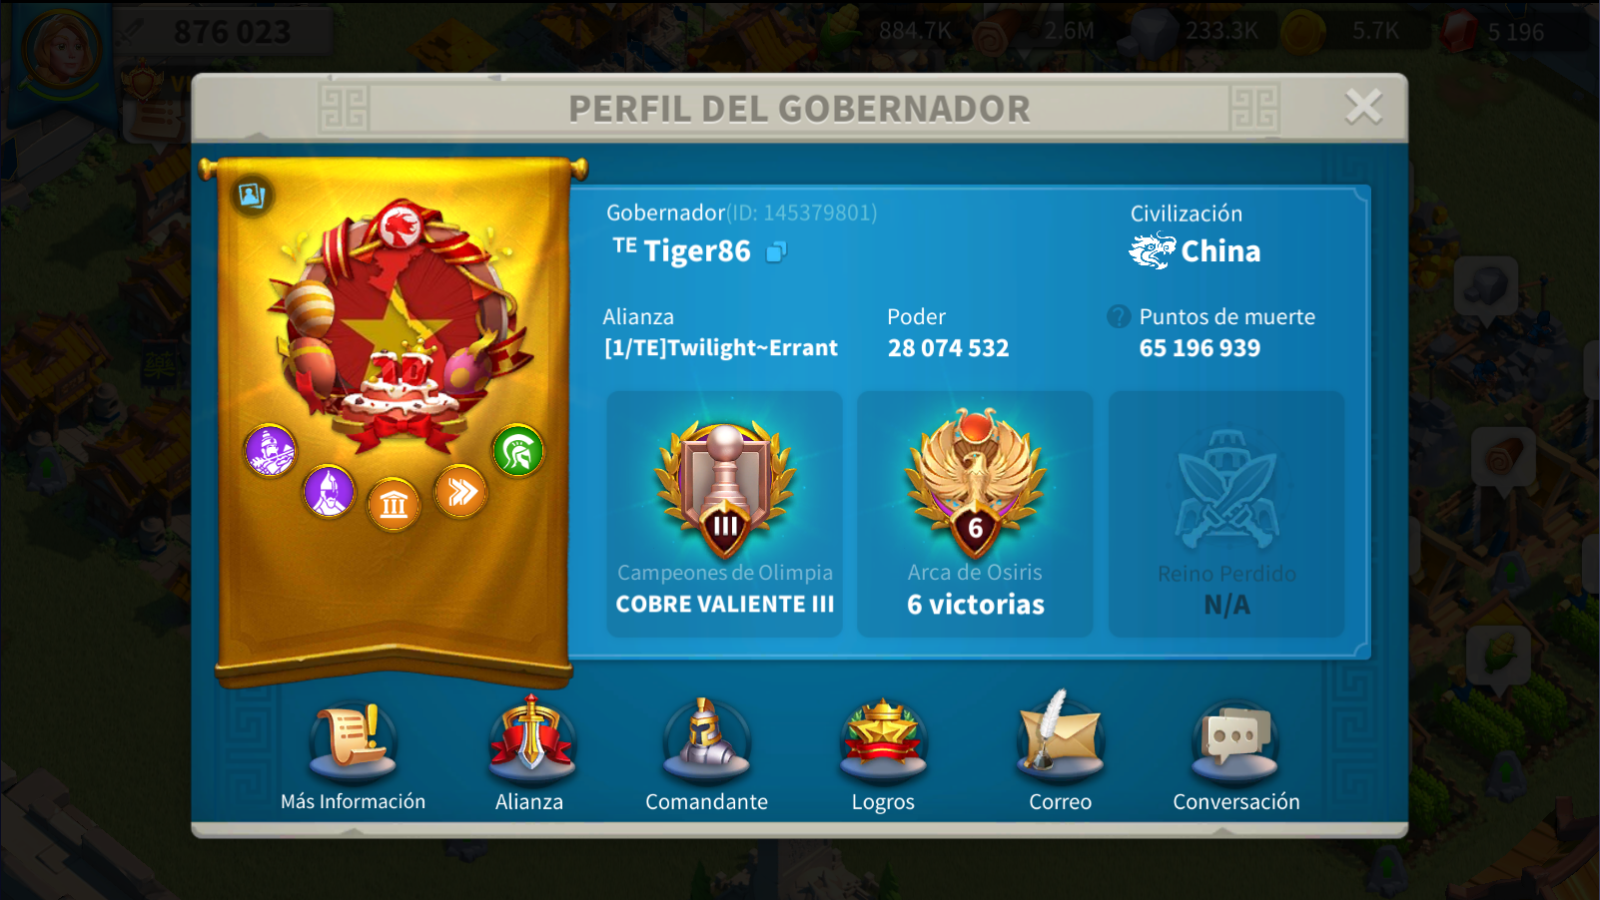 876 023
884.7K
2.6M
233.3K
5.7K
5 196
PERFIL DEL GOBERNADOR
Gobernador(ID: 145379801)
Civilización
TE Tiger86
China
Alianza
Poder
? Puntos de muerte
[1/TE]Twilight~Errant
28 074 532
65 196 939
10
III
6
Campeones de Olimpia
Arca de Osiris
Reino Perdido
COBRE VALIENTE III
6 victorias
N/A
Más Información
Alianza
Comandante
Logros
Correo
Conversación